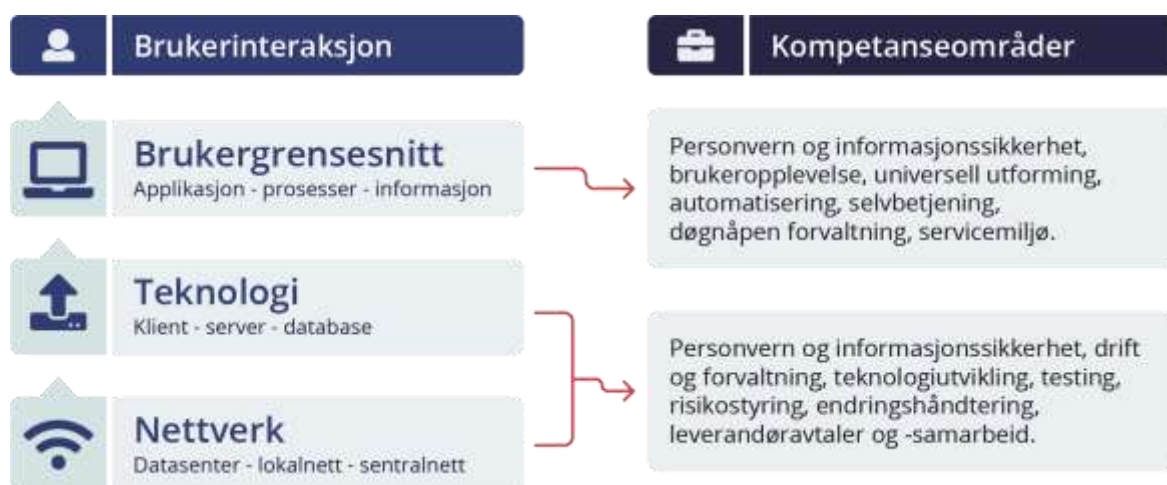 Brukerinteraksjon
Kompetanseområder
Brukergrensesnitt
Applikasjon - prosesser - informasjon
Personvern og informasjonssikkerhet,
brukeropplevelse, universell utforming,
automatisering, selvbetjening,
døgnåpen forvaltning, servicemiljø.
Teknologi
Klient - server - database
Nettverk
Datasenter - lokalnett - sentralnett
Personvern og informasjonssikkerhet, drift
og forvaltning, teknologiutvikling, testing,
risikostyring, endringshåndtering,
leverandøravtaler og -samarbeid.